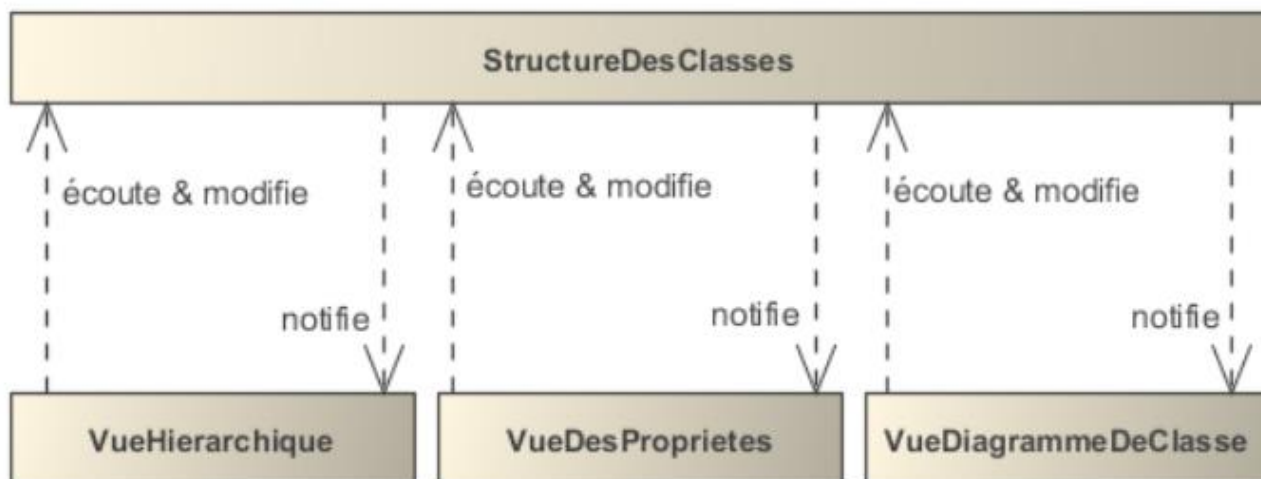 StructureDesClasses
écoute & modifie
écoute & modifie
écoute & modifie
notifie
notifie
notifie
VueHierarchique
VueDesProprietes
VueDiagrammeDeClasse